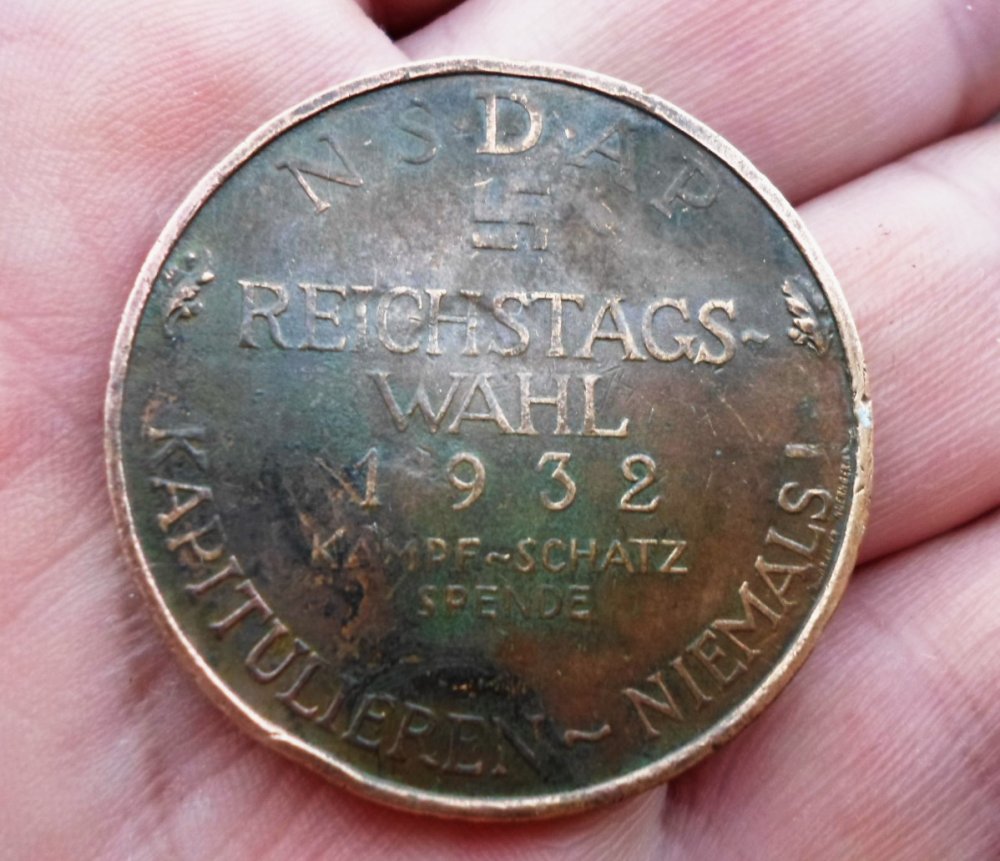 N·S·D·A·P
REICHSTAGS~
WAHL
1932
KAMPF~SCHATZ
SPENDE
KAPITULIEREN ~ NIEMALS!